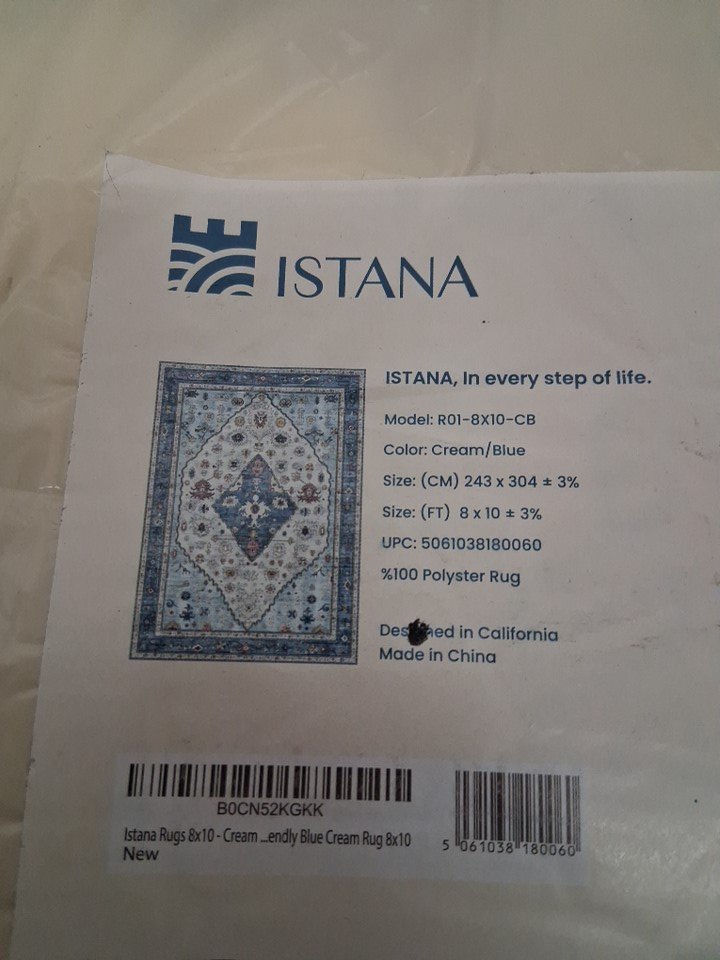 ISTANA
ISTANA, In every step of life.
Model: R01-8X10-CB
Color: Cream/Blue
Size: (CM) 243 x 304 ± 3%
Size: (FT) 8 x 10 ± 3%
UPC: 5061038180060
%100 Polyster Rug
in California
Made in China
B0CN52KGKK
Istana Rugs 8x10 - Cream ...endly Blue Cream Rug 8x10
New
5 061038 180060